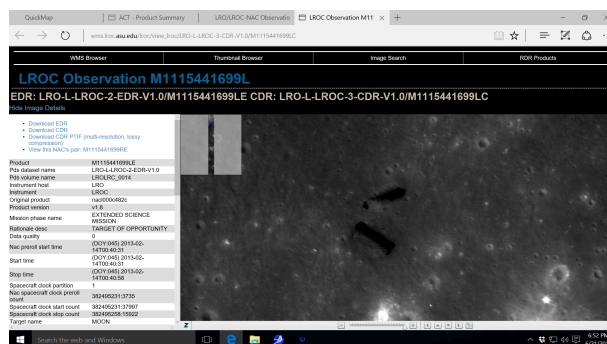 QuickMap
ACT - Product Summary
LRO/LROC-NAC Observatio
LROC Observation M11
wms.lroc.asu.edu/lroc/view_lroc/LRO-L-LROC-3-CDR-V1.0/M1115441699LC
WMS Browser
Thumbnail Browser
Image Search
RDR Products
LROC Observation M1115441699L
EDR: LRO-L-LROC-2-EDR-V1.0/M1115441699LE CDR: LRO-L-LROC-3-CDR-V1.0/M1115441699LC
Hide Image Details
Download EDR
Download CDR
Download CDR PTIF (multi-resolution, lossy
compression)
View this NAC's pair: M1115441699RE
Product M1115441699LE
Pds dataset name LRO-L-LROC-2-EDR-V1.0
Pds volume name LROLRC_0014
Instrument host LRO
Instrument LROC
Original product nacl000c482c
Product version v1.8
Mission phase name EXTENDED SCIENCE
MISSION
Rationale desc TARGET OF OPPORTUNITY
Data quality 0
Nac preroll start time (DOY:045) 2013-02-
14T00:40:31
Start time (DOY:045) 2013-02-
14T00:40:31
Stop time (DOY:045) 2013-02-
14T00:40:58
Spacecraft clock partition 1
Nac spacecraft clock preroll
count 382495231:3735
Spacecraft clock start count 382495231:37997
Spacecraft clock stop count 382495258:15922
Target name MOON
Z
Search the web and Windows
6:52 PM